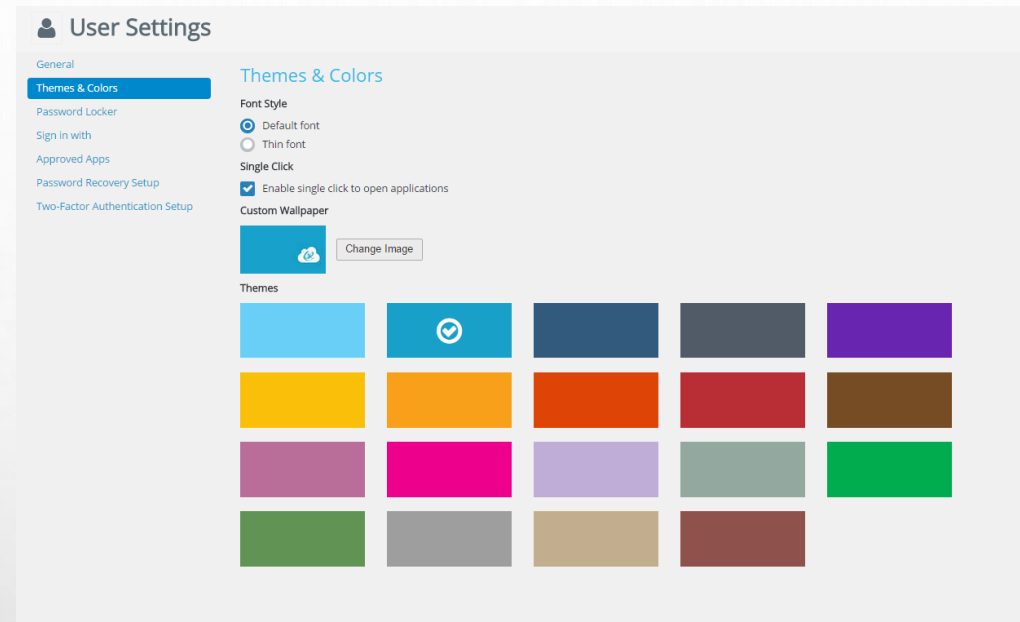 User Settings
General
Themes & Colors
Password Locker
Sign in with
Approved Apps
Password Recovery Setup
Two-Factor Authentication Setup
Themes & Colors
Font Style
Default font
Thin font
Single Click
Enable single click to open applications
Custom Wallpaper
Change Image
Themes